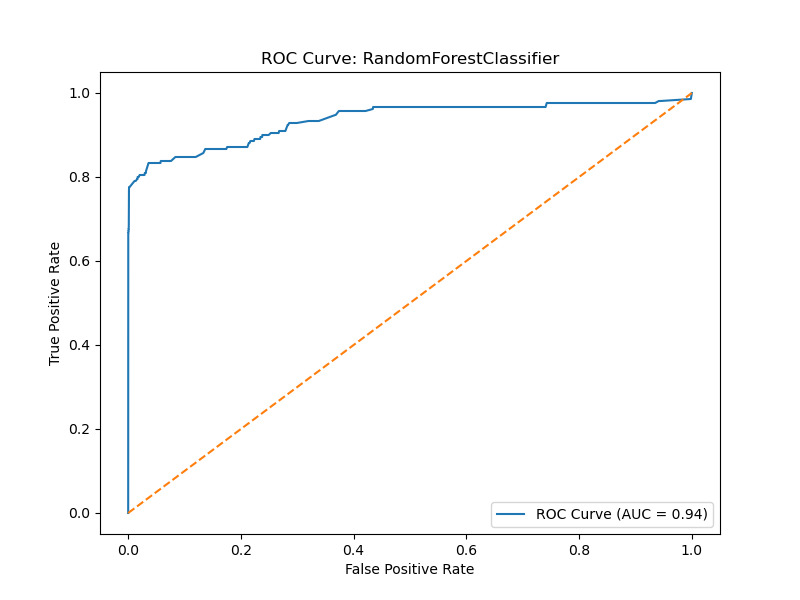 ROC Curve: RandomForestClassifier
True Positive Rate
1.0
0.8
0.6
0.4
0.2
0.0
0.0 0.2 0.4 0.6 0.8 1.0
False Positive Rate
ROC Curve (AUC = 0.94)